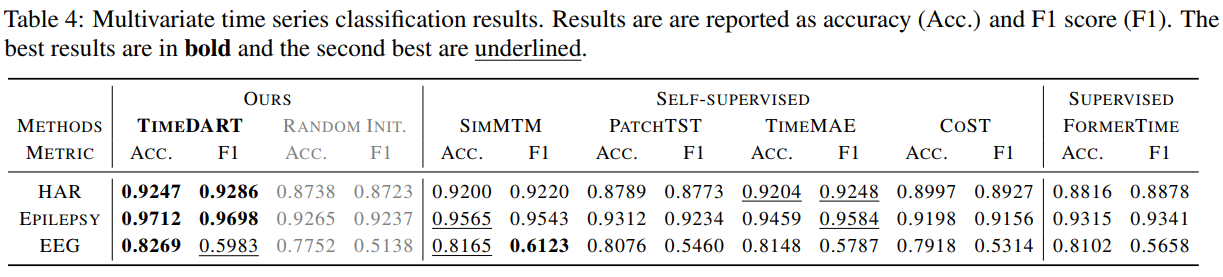 Table 4: Multivariate time series classification results. Results are are reported as accuracy (Acc.) and F1 score (F1). The
best results are in bold and the second best are underlined.
OURS SELF-SUPERVISED SUPERVISED
METHODS TIMEDART RANDOM INIT. SIMMTM PATCHTST TIMEMAE COST FORMERTIME
METRIC ACC. F1 ACC. F1 ACC. F1 ACC. F1 ACC. F1 ACC. F1 ACC. F1
HAR 0.9247 0.9286 0.8738 0.8723 0.9200 0.9220 0.8789 0.8773 0.9204 0.9248 0.8997 0.8927 0.8816 0.8878
EPILEPSY 0.9712 0.9698 0.9265 0.9237 0.9565 0.9543 0.9312 0.9234 0.9459 0.9584 0.9198 0.9156 0.9315 0.9341
EEG 0.8269 0.5983 0.7752 0.5138 0.8165 0.6123 0.8076 0.5460 0.8148 0.5787 0.7918 0.5314 0.8102 0.5658